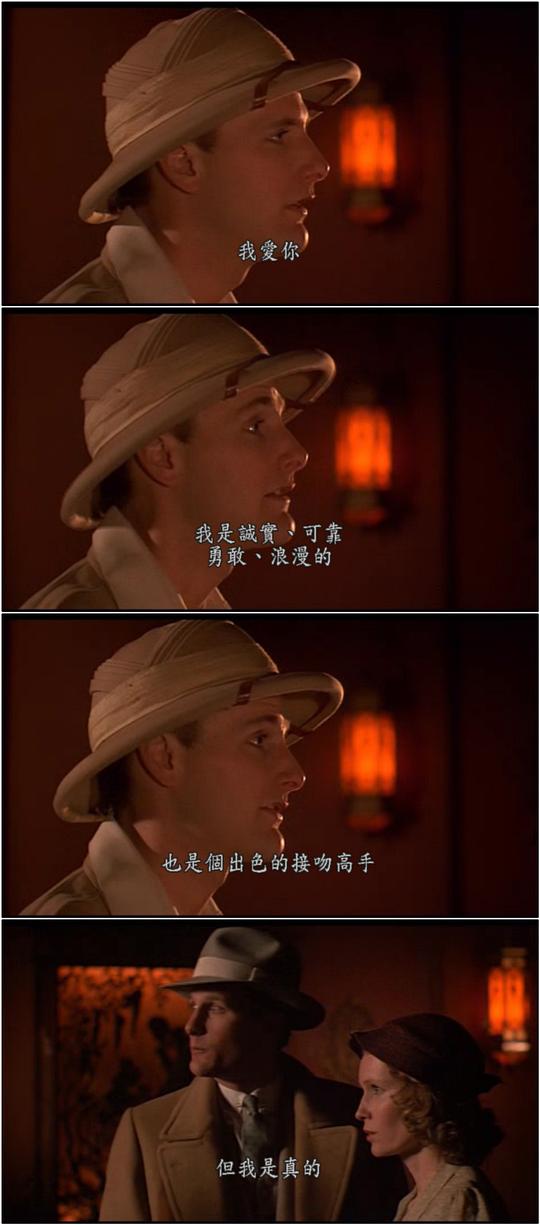 我愛你
我是誠實、可靠
勇敢、浪漫的
也是個出色的接吻高手
但我是真的